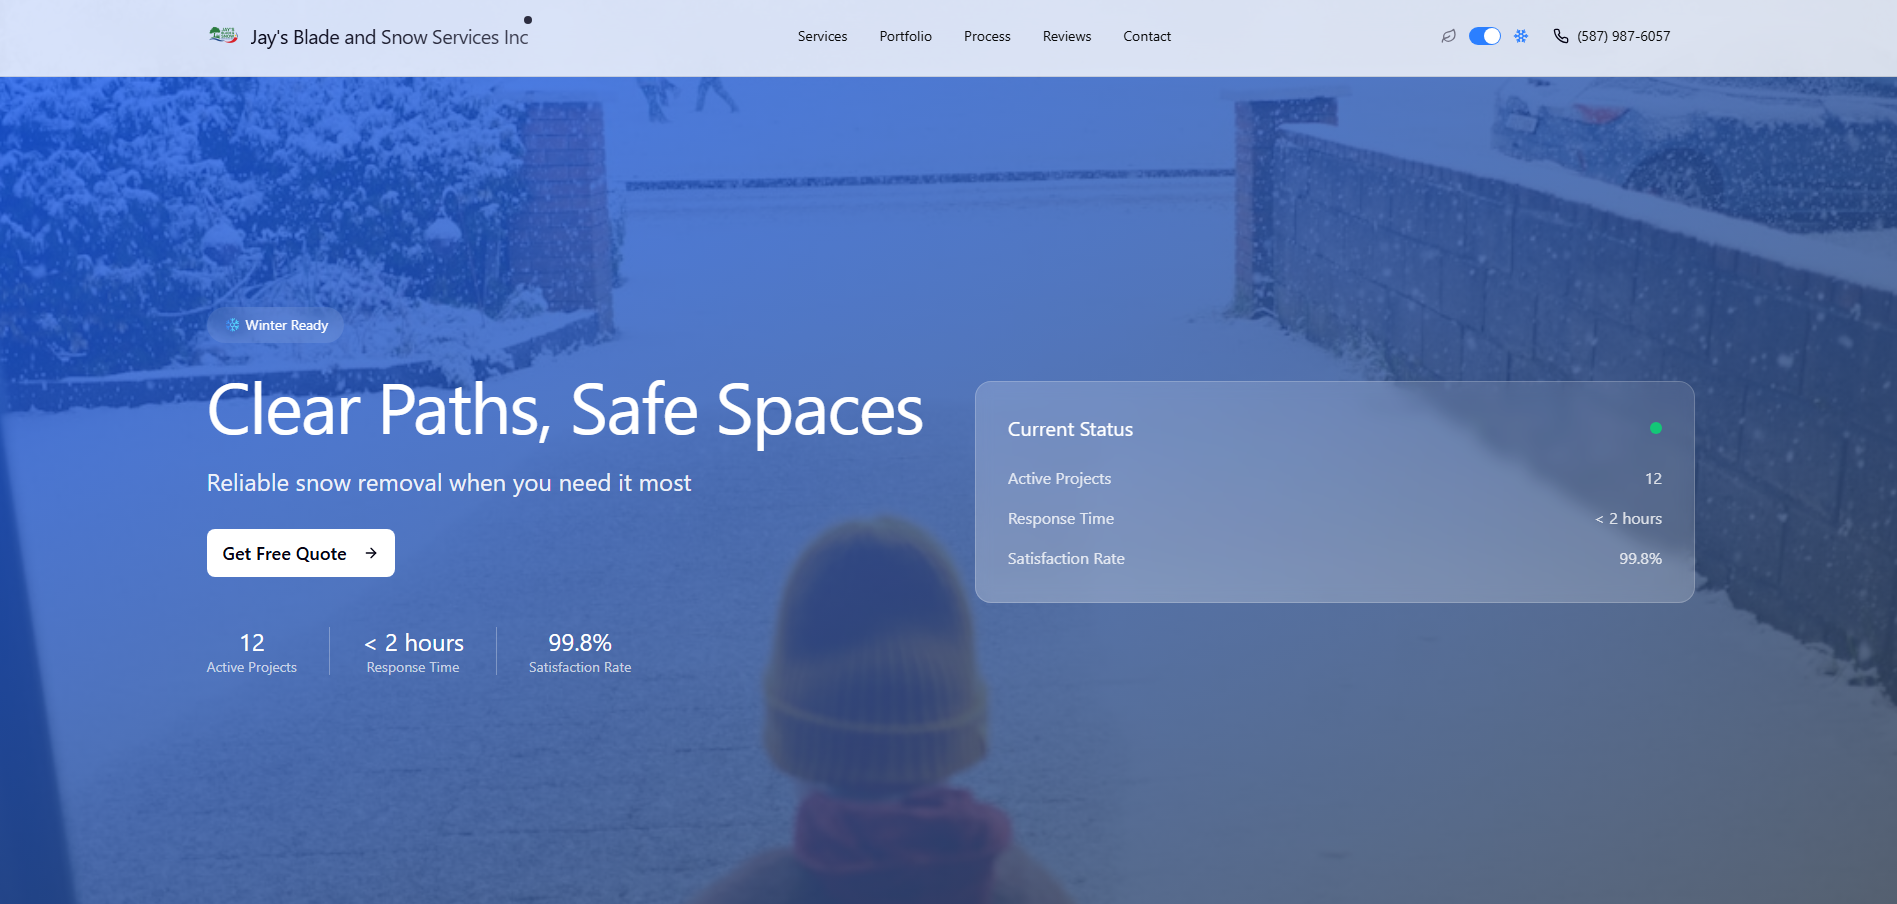 JAY'S
Jay's Blade and Snow Services Inc
Services
Portfolio
Process
Reviews
Contact
(587) 987-6057
Winter Ready
Clear Paths, Safe Spaces
Reliable snow removal when you need it most
Get Free Quote
12
Active Projects
< 2 hours
Response Time
99.8%
Satisfaction Rate
Current Status
Active Projects 12
Response Time < 2 hours
Satisfaction Rate 99.8%